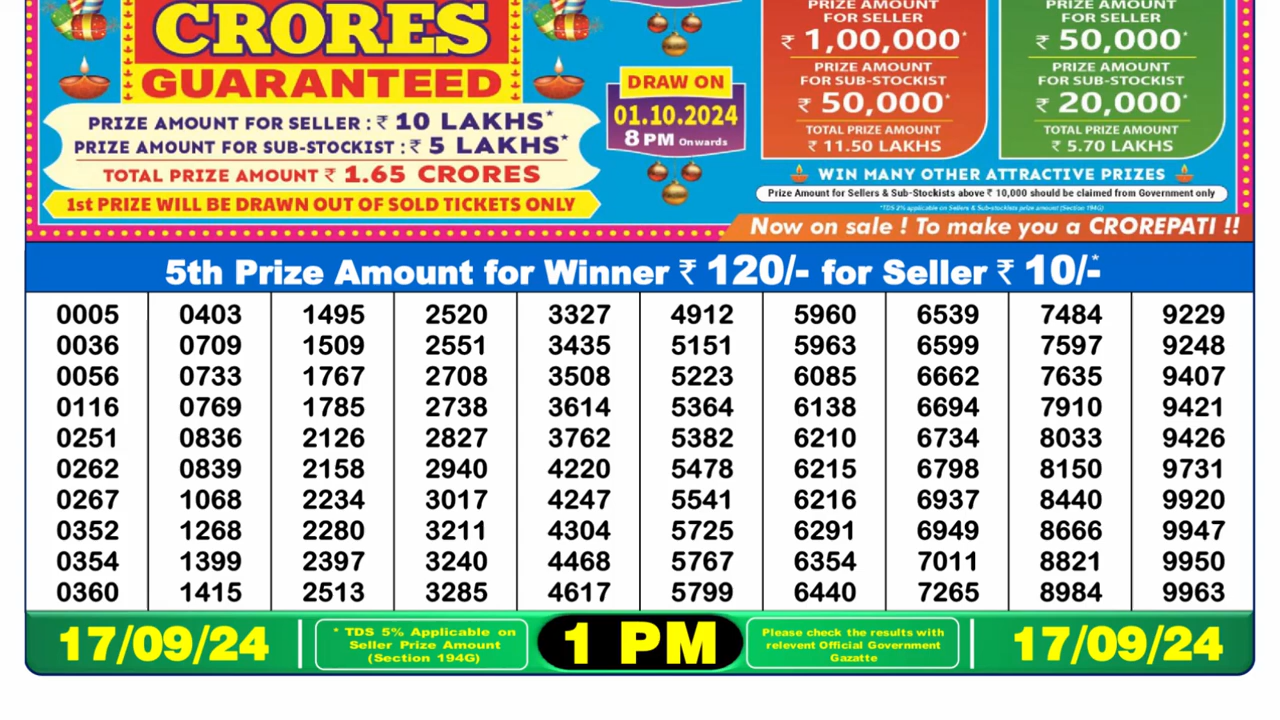 CRORES
GUARANTEED
PRIZE AMOUNT FOR SELLER : ₹ 10 LAKHS*
PRIZE AMOUNT FOR SUB-STOCKIST : ₹ 5 LAKHS*
TOTAL PRIZE AMOUNT ₹ 1.65 CRORES
1st PRIZE WILL BE DRAWN OUT OF SOLD TICKETS ONLY
DRAW ON
01.10.2024
8 PM Onwards
PRIZE AMOUNT
FOR SELLER
₹ 1,00,000*
PRIZE AMOUNT
FOR SUB-STOCKIST
₹ 50,000*
TOTAL PRIZE AMOUNT
₹ 11.50 LAKHS
PRIZE AMOUNT
FOR SELLER
₹ 50,000*
PRIZE AMOUNT
FOR SUB-STOCKIST
₹ 20,000*
TOTAL PRIZE AMOUNT
₹ 5.70 LAKHS
WIN MANY OTHER ATTRACTIVE PRIZES
Prize Amount for Sellers & Sub-Stockists above ₹ 10,000 should be claimed from Government only
*TDS 2% applicable on Sellers & Sub-stockists prize amount (Section 194G)
Now on sale ! To make you a CROREPATI !!
5th Prize Amount for Winner ₹ 120/- for Seller ₹ 10/-*
0005 0403 1495 2520 3327 4912 5960 6539 7484 9229
0036 0709 1509 2551 3435 5151 5963 6599 7597 9248
0056 0733 1767 2708 3508 5223 6085 6662 7635 9407
0116 0769 1785 2738 3614 5364 6138 6694 7910 9421
0251 0836 2126 2827 3762 5382 6210 6734 8033 9426
0262 0839 2158 2940 4220 5478 6215 6798 8150 9731
0267 1068 2234 3017 4247 5541 6216 6937 8440 9920
0352 1268 2280 3211 4304 5725 6291 6949 8666 9947
0354 1399 2397 3240 4468 5767 6354 7011 8821 9950
0360 1415 2513 3285 4617 5799 6440 7265 8984 9963
17/09/24
* TDS 5% Applicable on
Seller Prize Amount
(Section 194G)
1 PM
Please check the results with
relevent Official Government
Gazatte
17/09/24